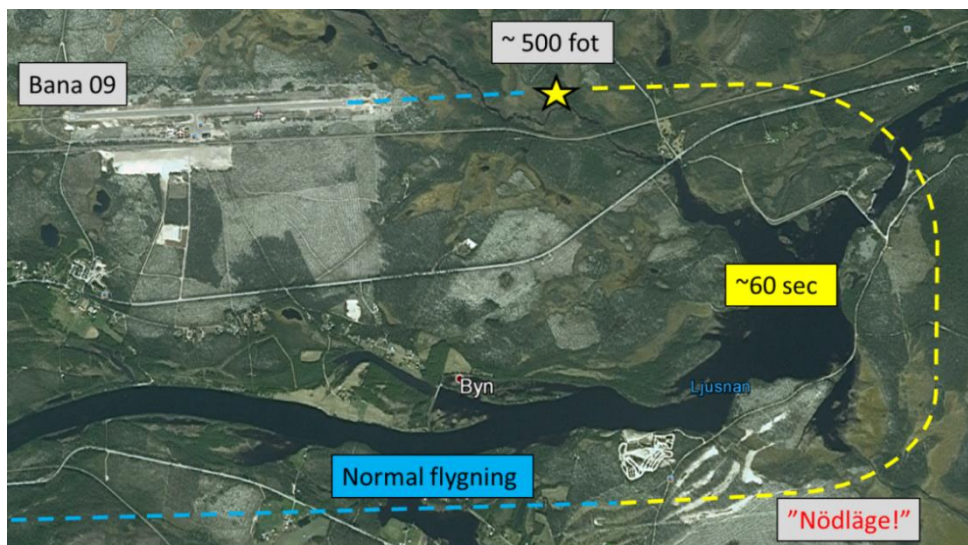 ~ 500 fot
Bana 09
~60 sec
Byn
Ljusnan
Normal flygning
”Nödläge!”